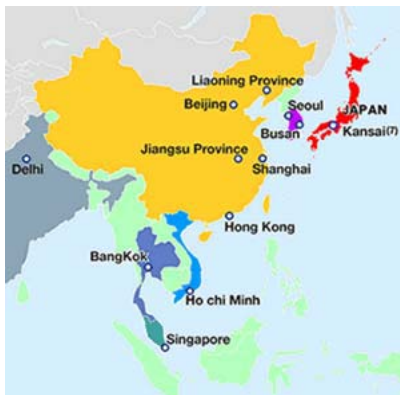 Liaoning Province
Beijing
Seoul
JAPAN
Busan
Kansai(7)
Jiangsu Province
Delhi
Shanghai
Hong Kong
BangKok
Ho chi Minh
Singapore